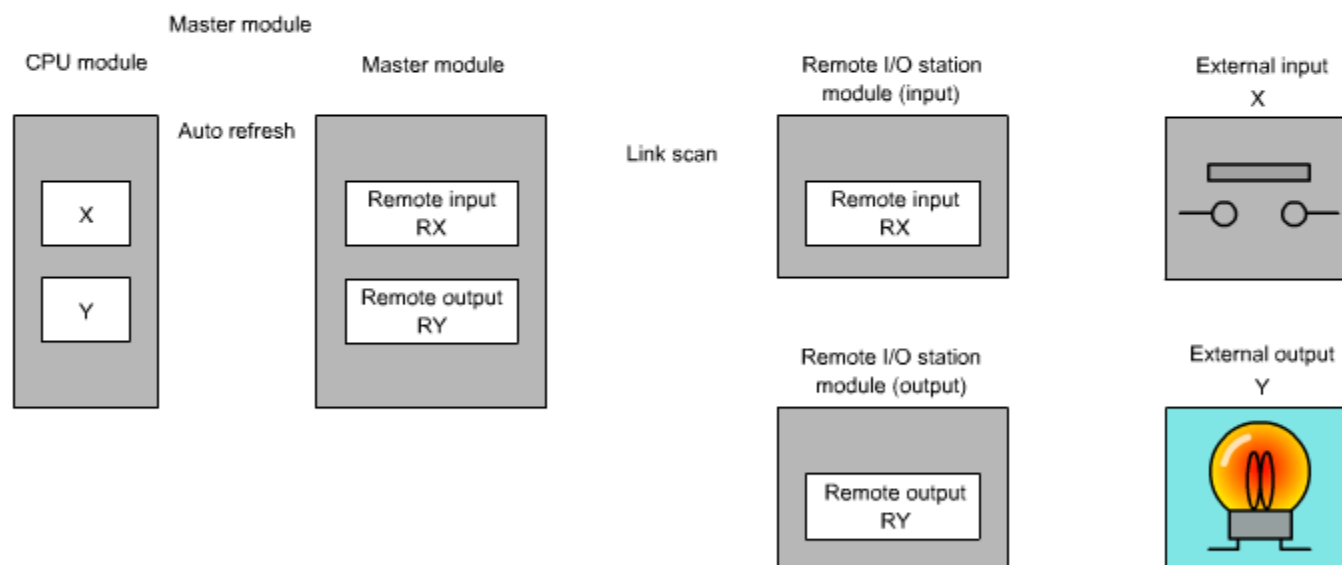 Master module
CPU module
Master module
Remote I/O station
module (input)
External input
X
Auto refresh
Link scan
X
Remote input
RX
Remote input
RX
Y
Remote output
RY
Remote I/O station
module (output)
External output
Y
Remote output
RY